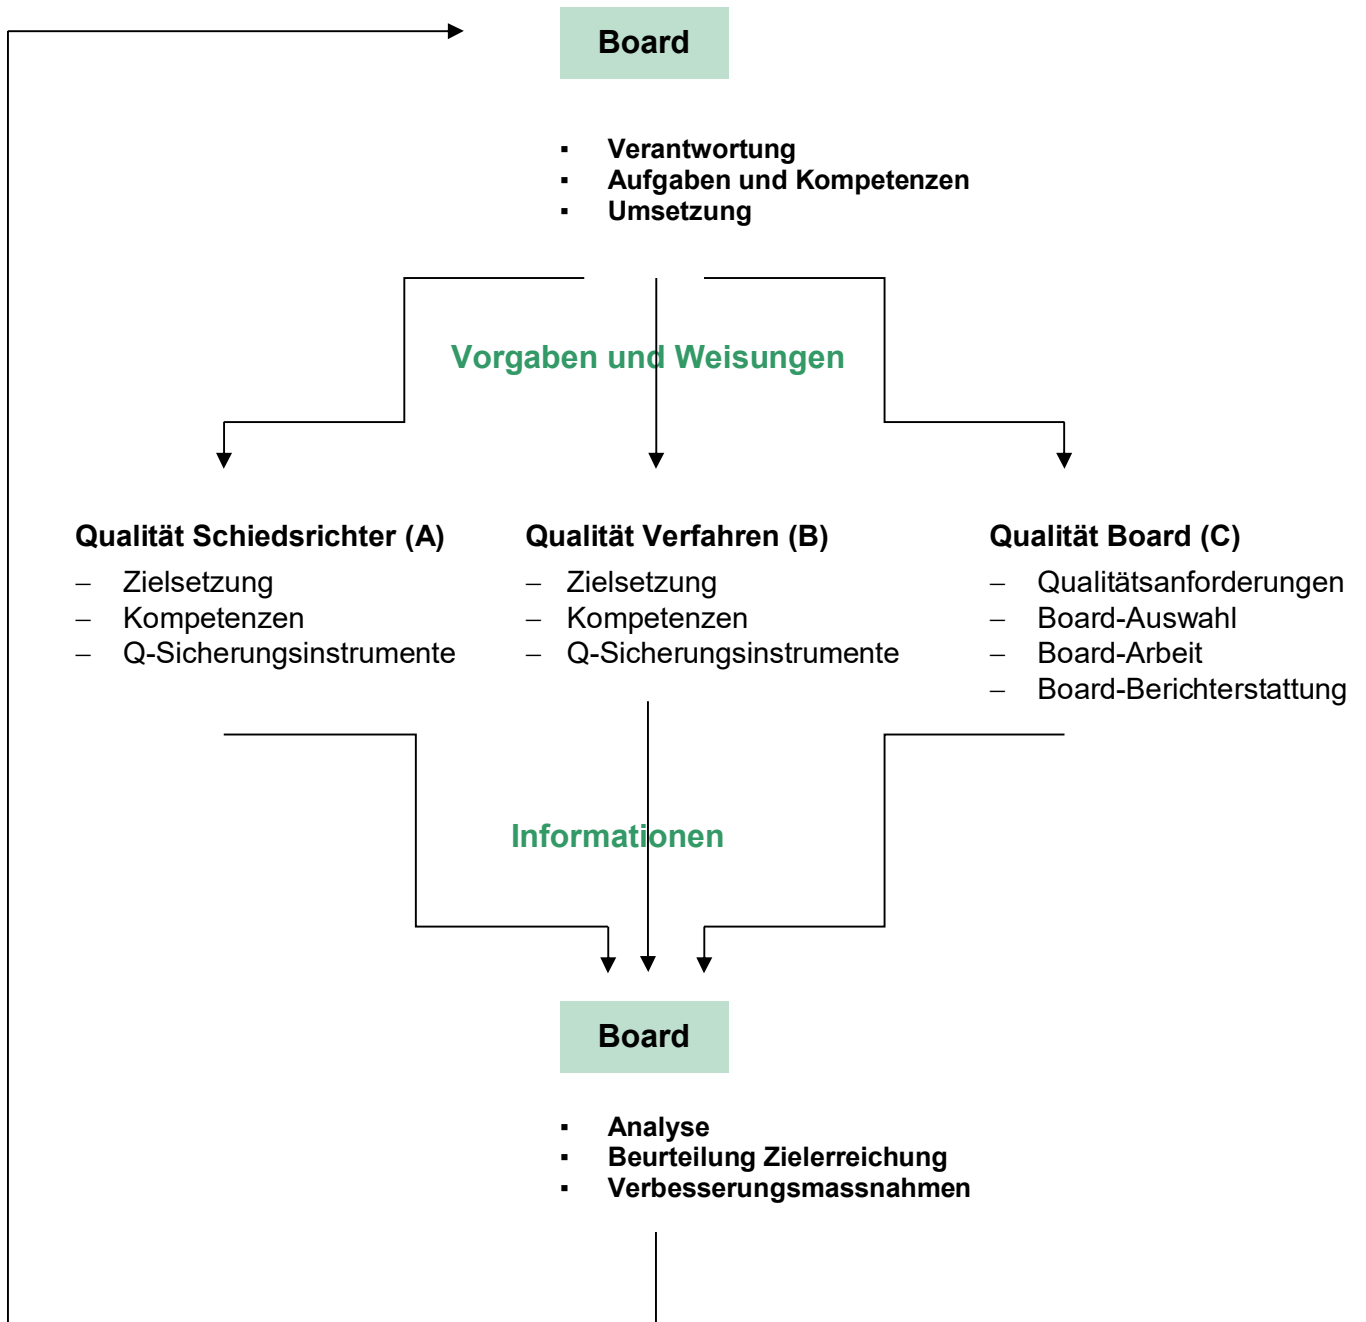 Board
▪ Verantwortung
▪ Aufgaben und Kompetenzen
▪ Umsetzung
Vorgaben und Weisungen
Qualität Schiedsrichter (A)
– Zielsetzung
– Kompetenzen
– Q-Sicherungsinstrumente
Qualität Verfahren (B)
– Zielsetzung
– Kompetenzen
– Q-Sicherungsinstrumente
Qualität Board (C)
– Qualitätsanforderungen
– Board-Auswahl
– Board-Arbeit
– Board-Berichterstattung
Informationen
Board
▪ Analyse
▪ Beurteilung Zielerreichung
▪ Verbesserungsmassnahmen